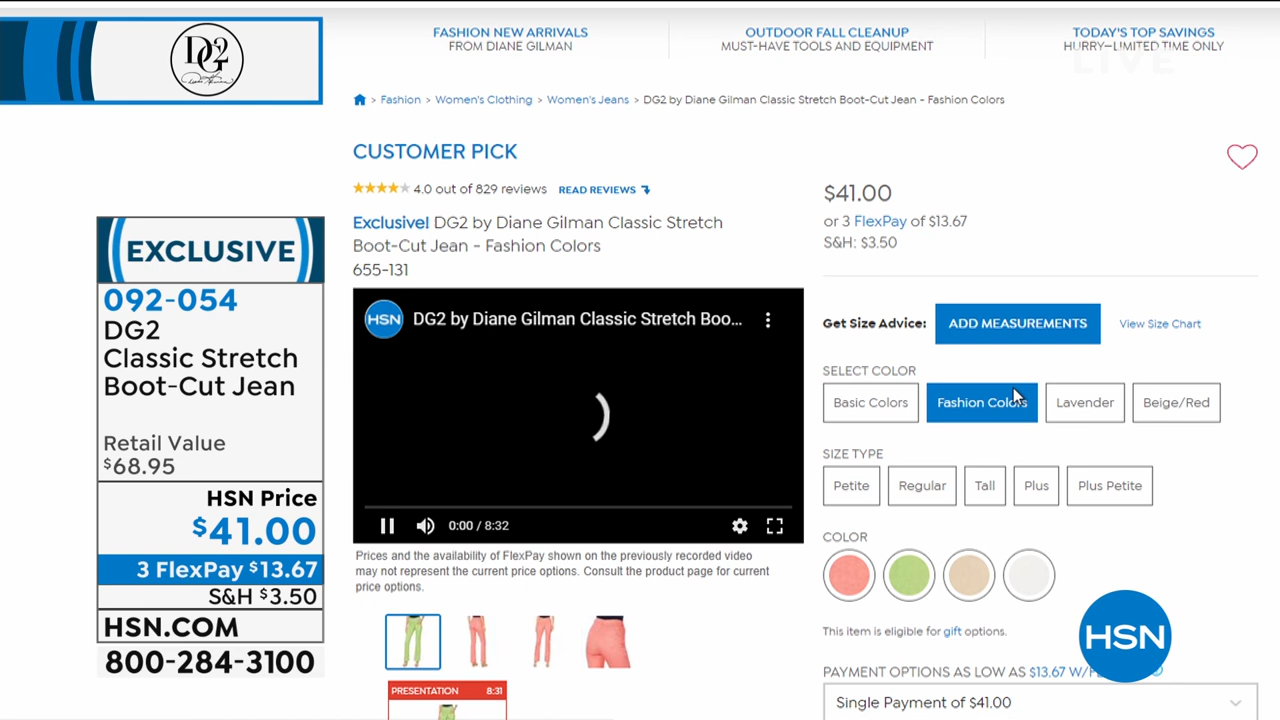 DG2
FASHION NEW ARRIVALS
FROM DIANE GILMAN
OUTDOOR FALL CLEANUP
MUST-HAVE TOOLS AND EQUIPMENT
TODAY'S TOP SAVINGS
HURRY—LIMITED TIME ONLY
LIVE
> Fashion > Women's Clothing > Women's Jeans > DG2 by Diane Gilman Classic Stretch Boot-Cut Jean - Fashion Colors
CUSTOMER PICK
4.0 out of 829 reviews READ REVIEWS
Exclusive! DG2 by Diane Gilman Classic Stretch
Boot-Cut Jean - Fashion Colors
655-131
HSN DG2 by Diane Gilman Classic Stretch Boo...
0:00 / 8:32
Prices and the availability of FlexPay shown on the previously recorded video
may not represent the current price options. Consult the product page for current
price options.
PRESENTATION 8:31
$41.00
or 3 FlexPay of $13.67
S&H: $3.50
Get Size Advice: ADD MEASUREMENTS View Size Chart
SELECT COLOR
Basic Colors Fashion Colors Lavender Beige/Red
SIZE TYPE
Petite Regular Tall Plus Plus Petite
COLOR
This item is eligible for gift options.
PAYMENT OPTIONS AS LOW AS $13.67 W/
Single Payment of $41.00
EXCLUSIVE
092-054
DG2
Classic Stretch
Boot-Cut Jean
Retail Value
$68.95
HSN Price
$41.00
3 FlexPay $13.67
S&H $3.50
HSN.COM
800-284-3100
HSN